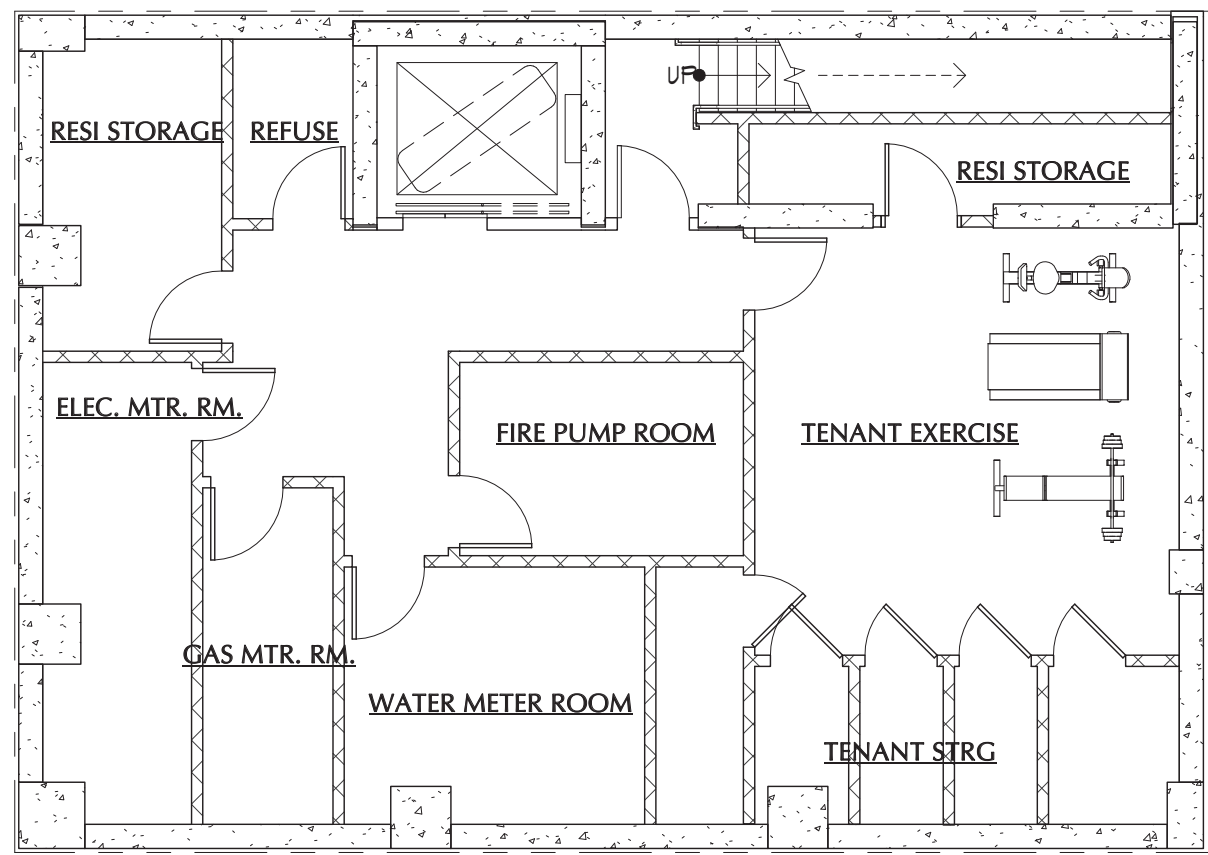 UP
RESI STORAGE
REFUSE
RESI STORAGE
ELEC. MTR. RM.
FIRE PUMP ROOM
TENANT EXERCISE
GAS MTR. RM.
WATER METER ROOM
TENANT STRG